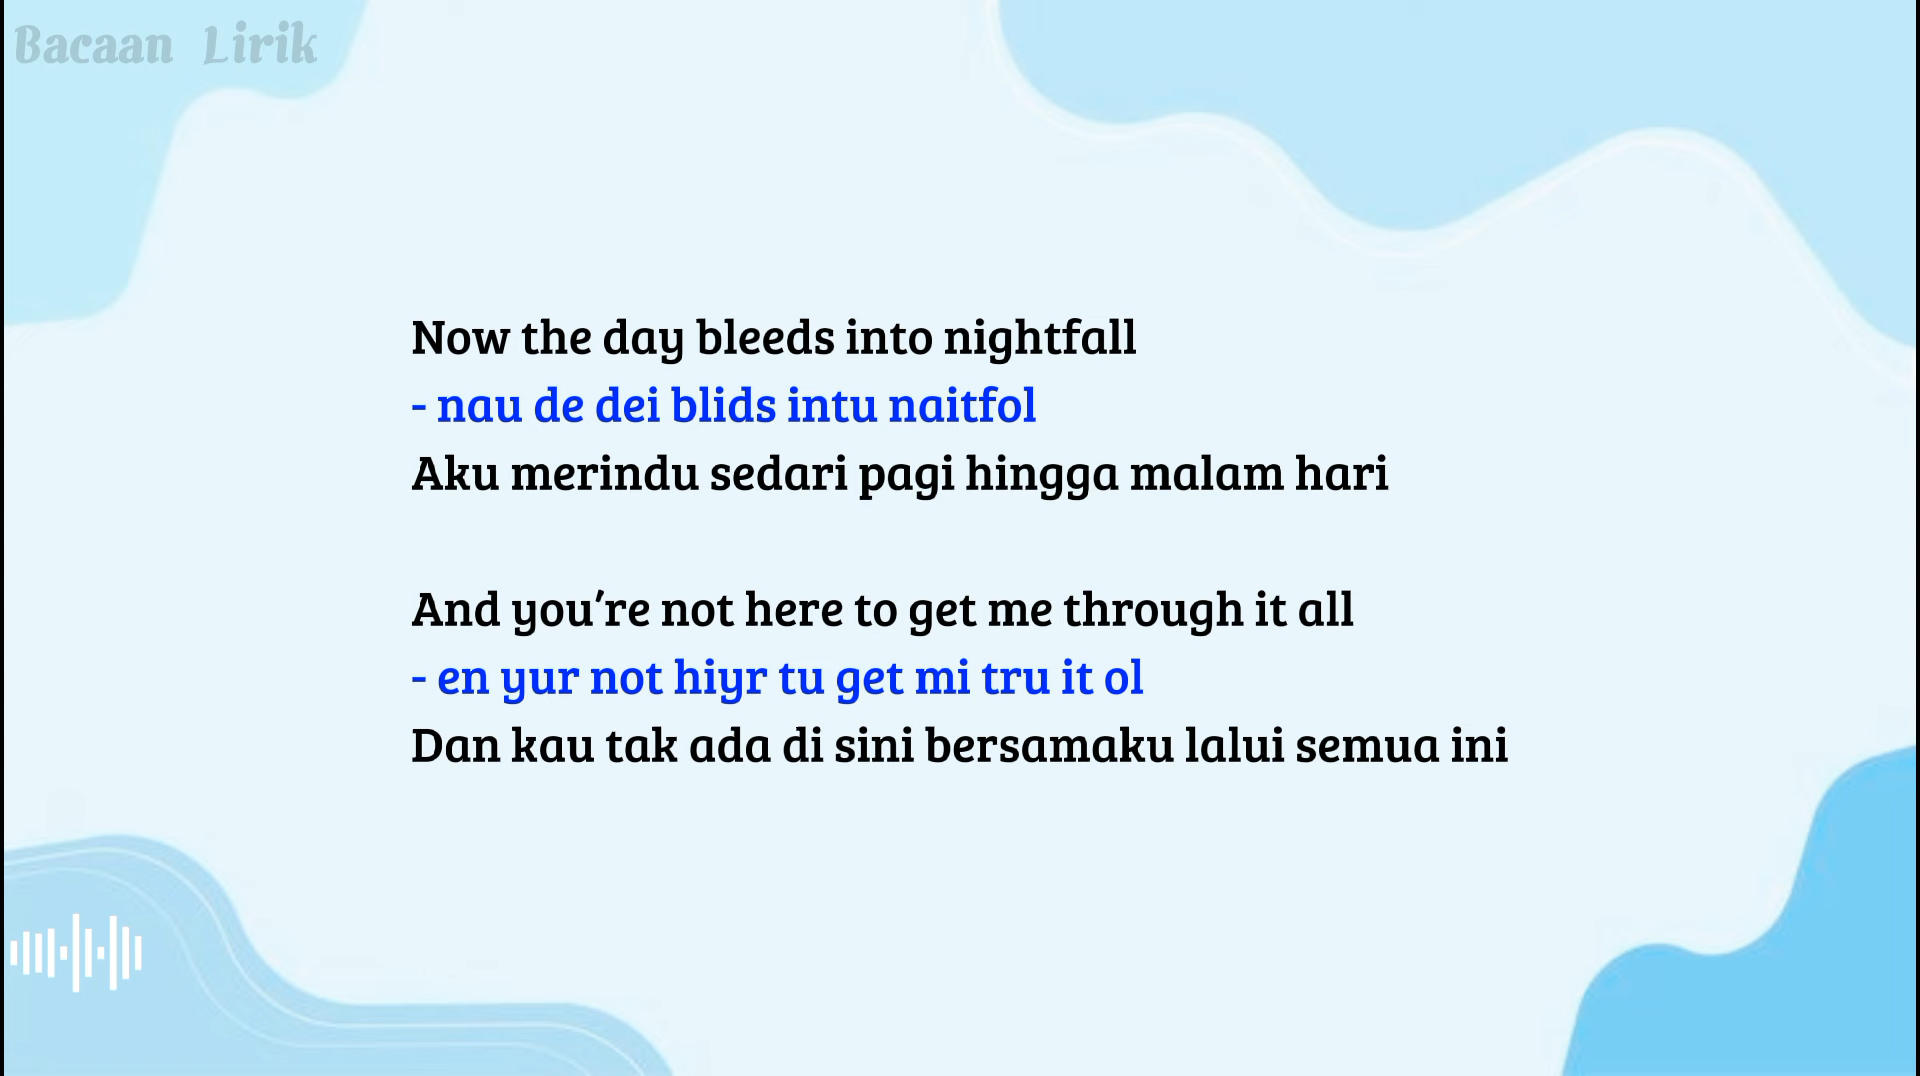 Bacaan Lirik
Now the day bleeds into nightfall
- nau de dei blids intu naitfol
Aku merindu sedari pagi hingga malam hari
And you’re not here to get me through it all
- en yur not hiyr tu get mi tru it ol
Dan kau tak ada di sini bersamaku lalui semua ini